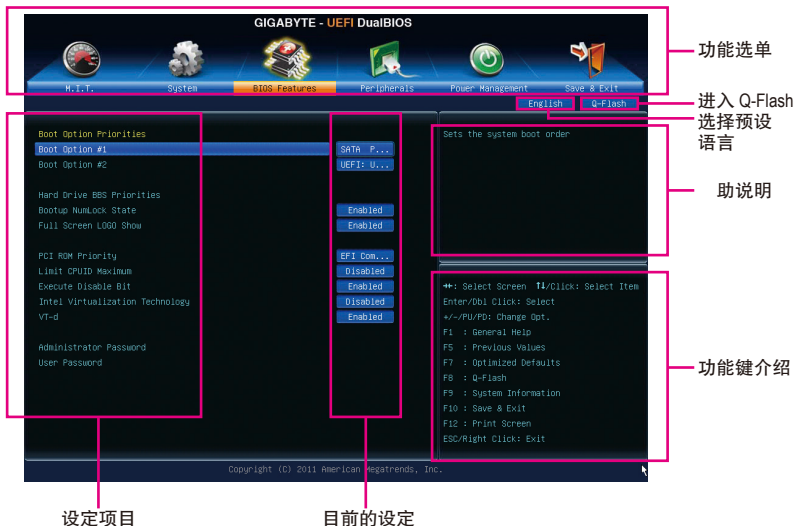 GIGABYTE - UEFI DualBIOS
M.I.T.
System
BIOS Features
Peripherals
Power Management
Save & Exit
功能选单
English
Q-Flash
进入 Q-Flash
选择预设
语言
Boot Option Priorities
Boot Option #1 SATA P...
Boot Option #2 UEFI: U...
Hard Drive BBS Priorities
Bootup NumLock State Enabled
Full Screen LOGO Show Enabled
PCI ROM Priority EFI Com...
Limit CPUID Maximum Disabled
Execute Disable Bit Enabled
Intel Virtualization Technology Disabled
VT-d Enabled
Administrator Password
User Password
Sets the system boot order
助说明
→←: Select Screen ↑↓/Click: Select Item
Enter/Dbl Click: Select
+/-/PU/PD: Change Opt.
F1 : General Help
F5 : Previous Values
F7 : Optimized Defaults
F8 : Q-Flash
F9 : System Information
F10 : Save & Exit
F12 : Print Screen
ESC/Right Click: Exit
功能键介绍
Copyright (C) 2011 American Megatrends, Inc.
设定项目
目前的设定